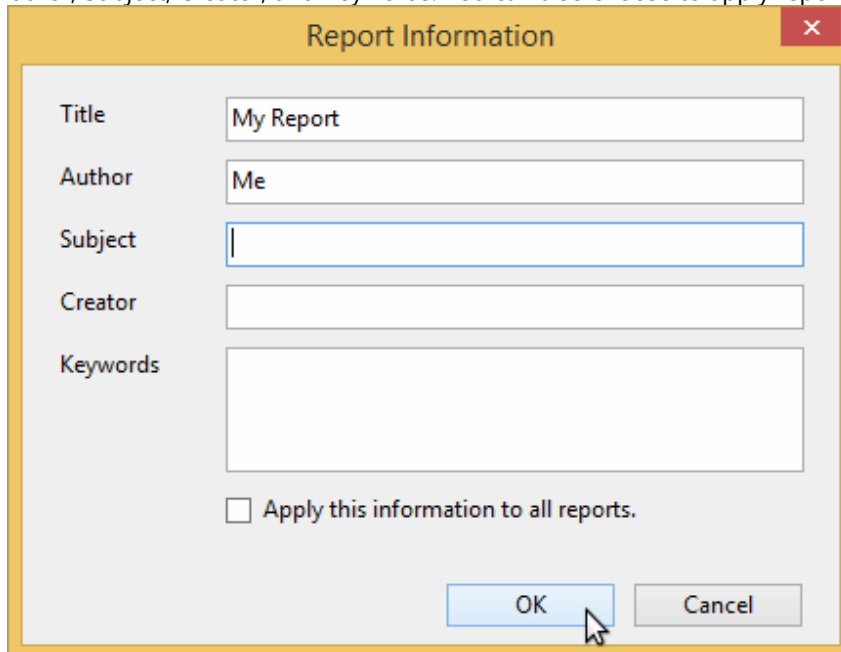 Report Information
Title
My Report
Author
Me
Subject
Creator
Keywords
Apply this information to all reports.
OK
Cancel